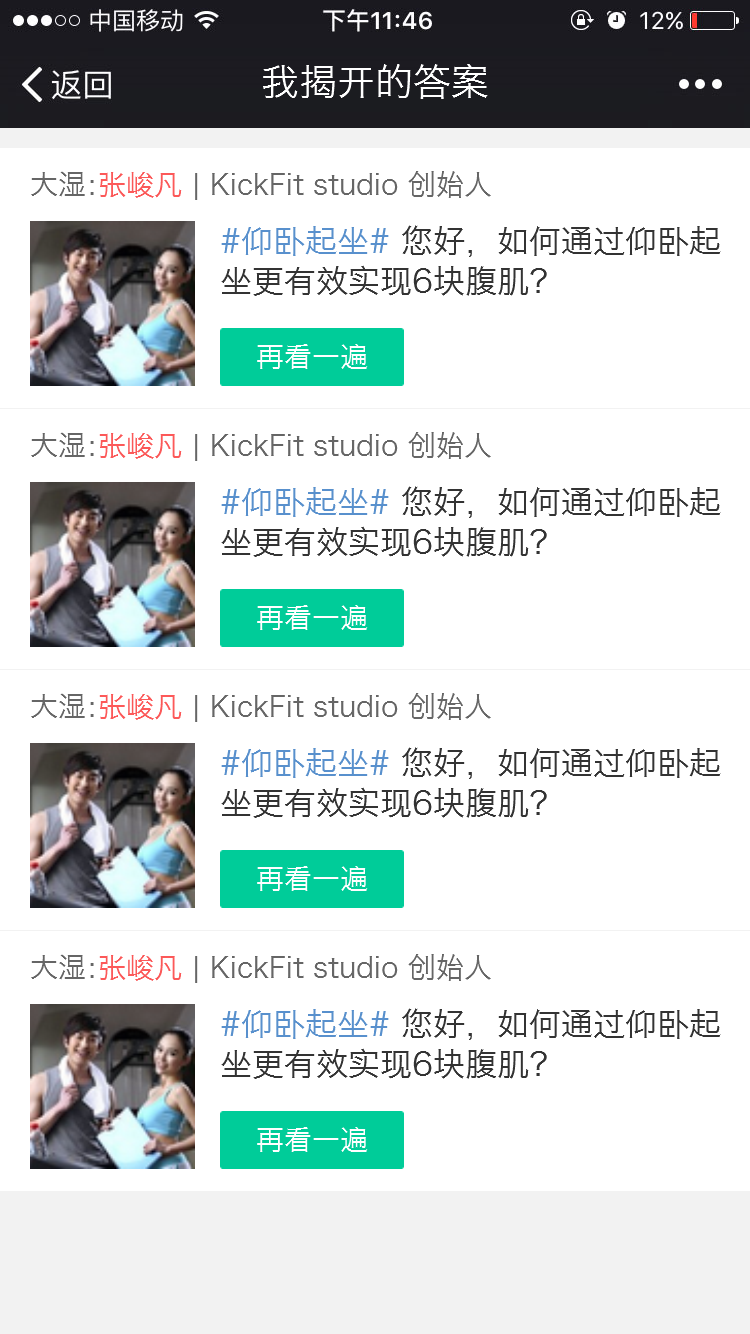 中国移动 下午11:46 12%
返回 我揭开的答案
大湿:张峻凡 | KickFit studio 创始人
#仰卧起坐# 您好，如何通过仰卧起
坐更有效实现6块腹肌？
再看一遍
大湿:张峻凡 | KickFit studio 创始人
#仰卧起坐# 您好，如何通过仰卧起
坐更有效实现6块腹肌？
再看一遍
大湿:张峻凡 | KickFit studio 创始人
#仰卧起坐# 您好，如何通过仰卧起
坐更有效实现6块腹肌？
再看一遍
大湿:张峻凡 | KickFit studio 创始人
#仰卧起坐# 您好，如何通过仰卧起
坐更有效实现6块腹肌？
再看一遍